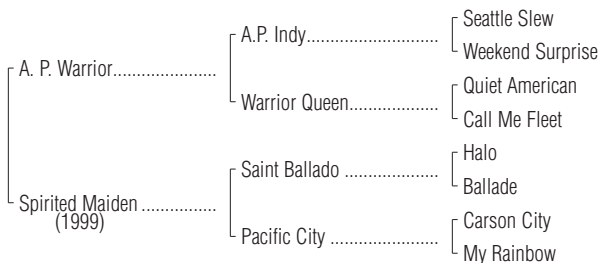 Seattle Slew
A.P. Indy........................................
Weekend Surprise
A. P. Warrior........................
Quiet American
Warrior Queen...........................
Call Me Fleet
Halo
Saint Ballado ............................
Ballade
Spirited Maiden ..................
(1999)
Carson City
Pacific City ................................
My Rainbow